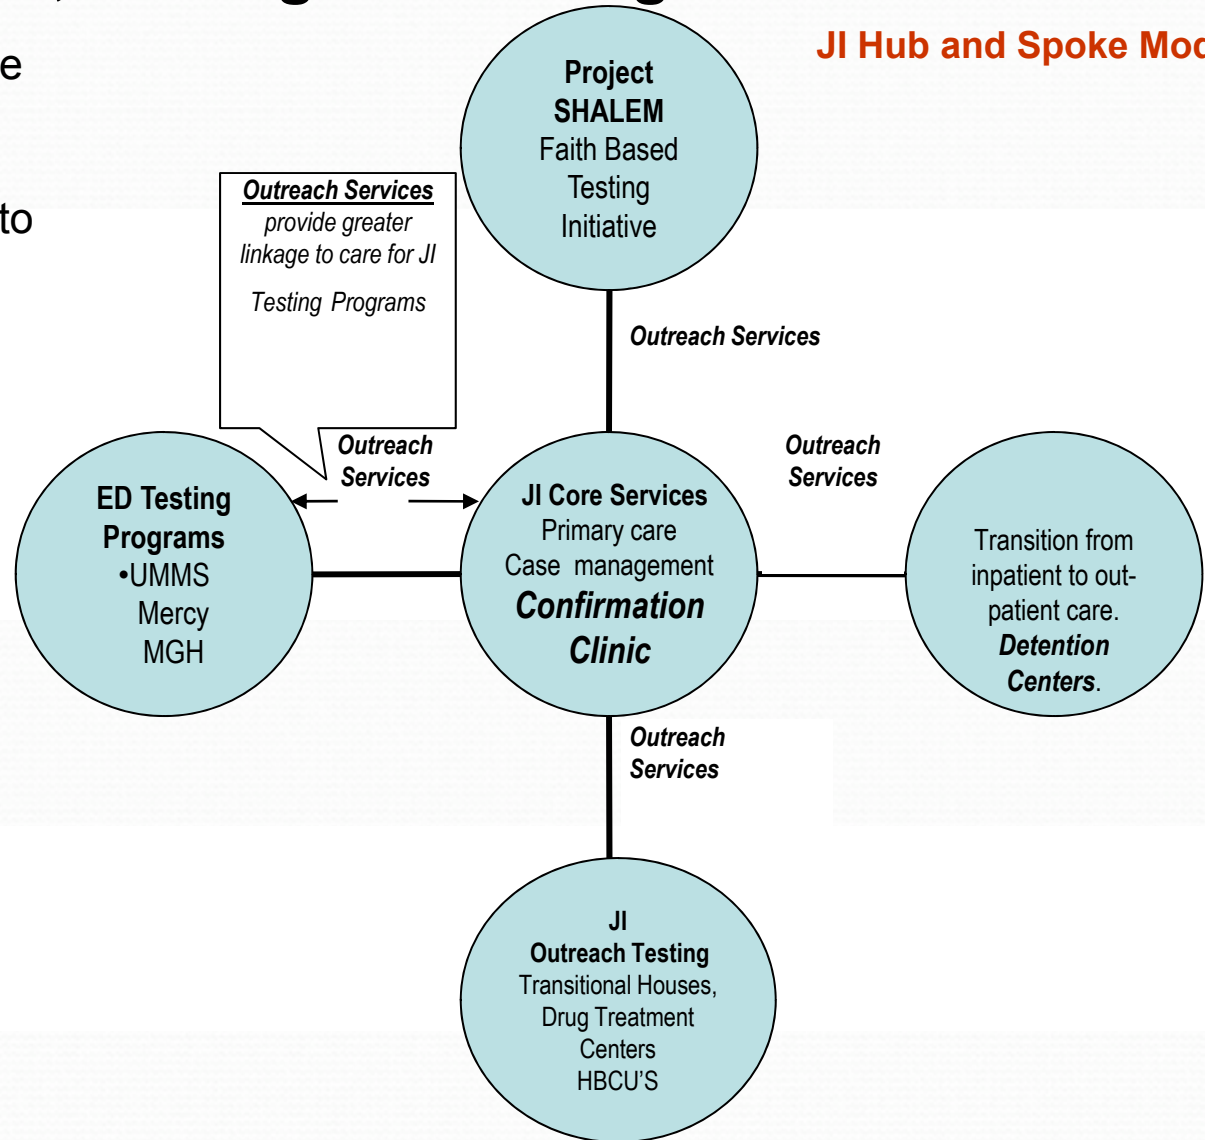 JI Hub and Spoke
e
to
Project
SHALEM
Faith Based
Testing
Initiative
Outreach Services
provide greater
linkage to care for JI
Testing Programs
Outreach Services
Outreach
Services
Outreach
Services
ED Testing
Programs
•UMMS
Mercy
MGH
JI Core Services
Primary care
Case management
Confirmation
Clinic
Transition from
inpatient to out-
patient care.
Detention
Centers.
Outreach
Services
JI
Outreach Testing
Transitional Houses,
Drug Treatment
Centers
HBCU'S